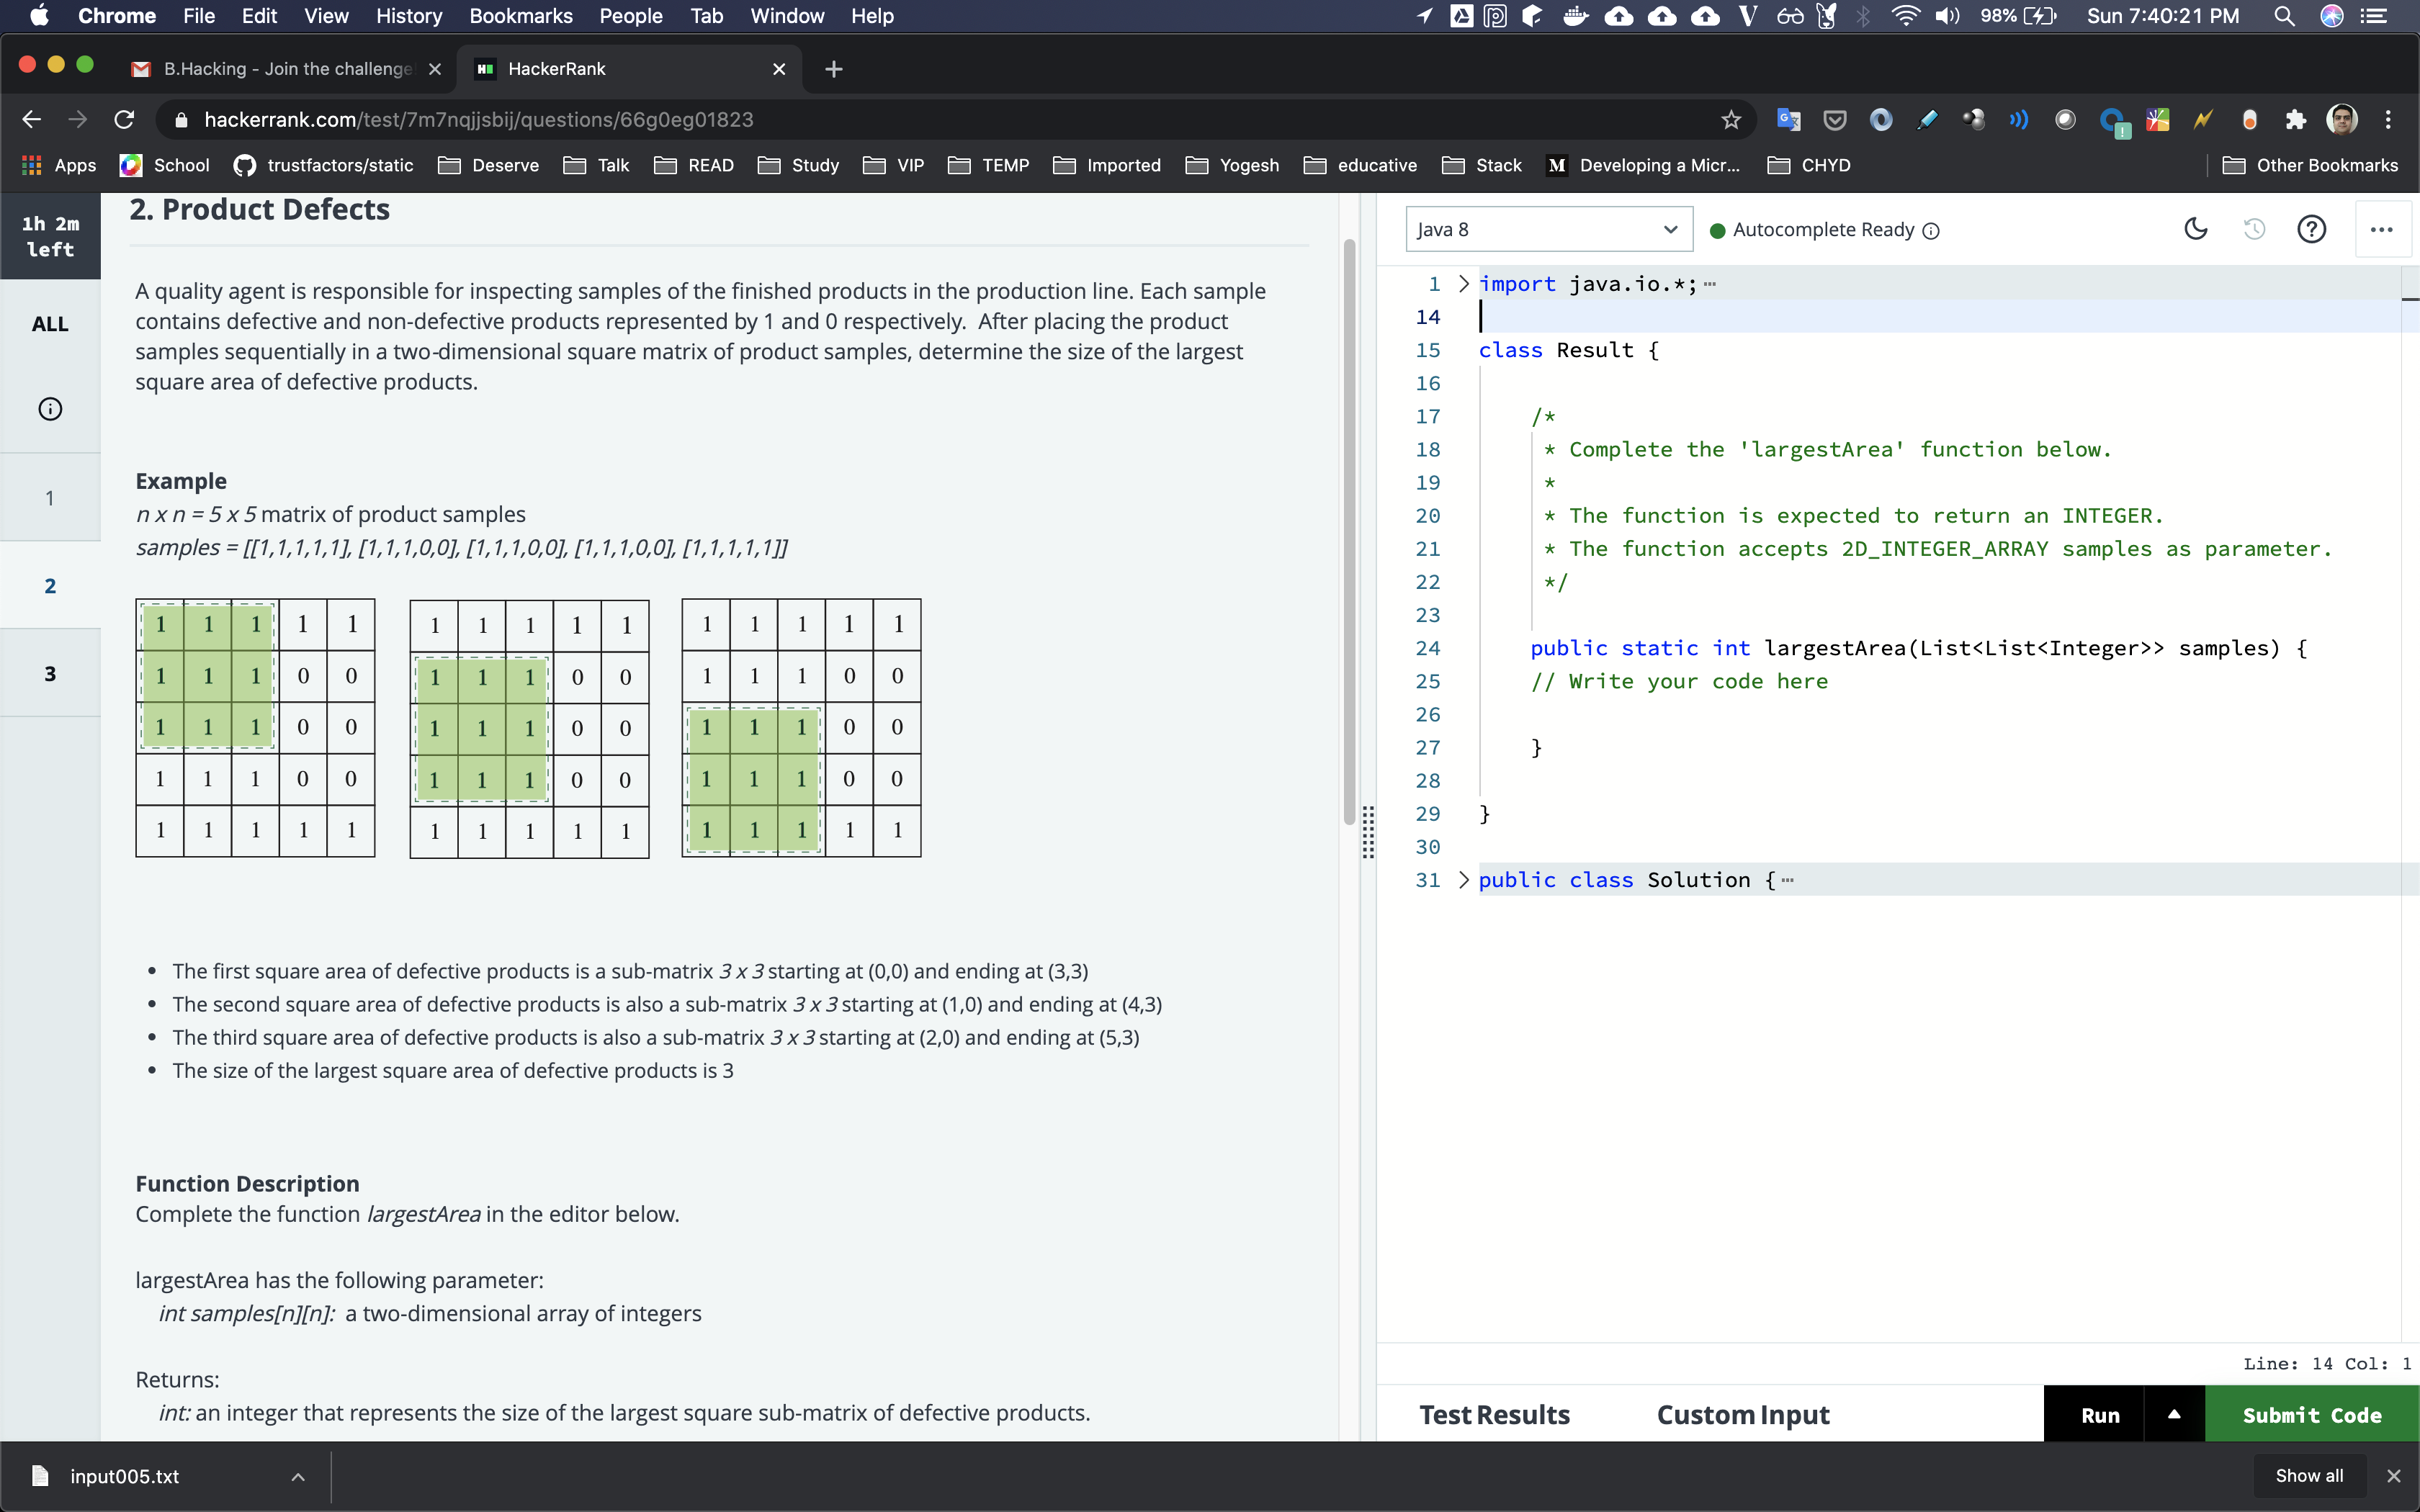 Chrome File Edit View History Bookmarks People Tab Window Help 98% Sun 7:40:21 PM
B.Hacking - Join the challenge HackerRank
hackerrank.com/test/7m7nqjjsbij/questions/66g0eg01823
Apps School trustfactors/static Deserve Talk READ Study VIP TEMP Imported Yogesh educative Stack Developing a Micr... CHYD Other Bookmarks
1h 2m
left
ALL
1
2
3
2. Product Defects
A quality agent is responsible for inspecting samples of the finished products in the production line. Each sample
contains defective and non-defective products represented by 1 and 0 respectively. After placing the product
samples sequentially in a two-dimensional square matrix of product samples, determine the size of the largest
square area of defective products.
Example
n x n = 5 x 5 matrix of product samples
samples = [[1,1,1,1,1], [1,1,1,0,0], [1,1,1,0,0], [1,1,1,0,0], [1,1,1,1,1]]
1 1 1 1 1 1 1 1 1 1 1 1 1 1 1
1 1 1 0 0 1 1 1 0 0 1 1 1 0 0
1 1 1 0 0 1 1 1 0 0 1 1 1 0 0
1 1 1 0 0 1 1 1 0 0 1 1 1 0 0
1 1 1 1 1 1 1 1 1 1 1 1 1 1 1
• The first square area of defective products is a sub-matrix 3 x 3 starting at (0,0) and ending at (3,3)
• The second square area of defective products is also a sub-matrix 3 x 3 starting at (1,0) and ending at (4,3)
• The third square area of defective products is also a sub-matrix 3 x 3 starting at (2,0) and ending at (5,3)
• The size of the largest square area of defective products is 3
Function Description
Complete the function largestArea in the editor below.
largestArea has the following parameter:
int samples[n][n]: a two-dimensional array of integers
Returns:
int: an integer that represents the size of the largest square sub-matrix of defective products.
Java 8 Autocomplete Ready
1 import java.io.*;
14
15 class Result {
16
17 /*
18 * Complete the 'largestArea' function below.
19 *
20 * The function is expected to return an INTEGER.
21 * The function accepts 2D_INTEGER_ARRAY samples as parameter.
22 */
23
24 public static int largestArea(List<List<Integer>> samples) {
25 // Write your code here
26
27 }
28
29 }
30
31 public class Solution {
Line: 14 Col: 1
Test Results Custom Input Run Submit Code
input005.txt Show all